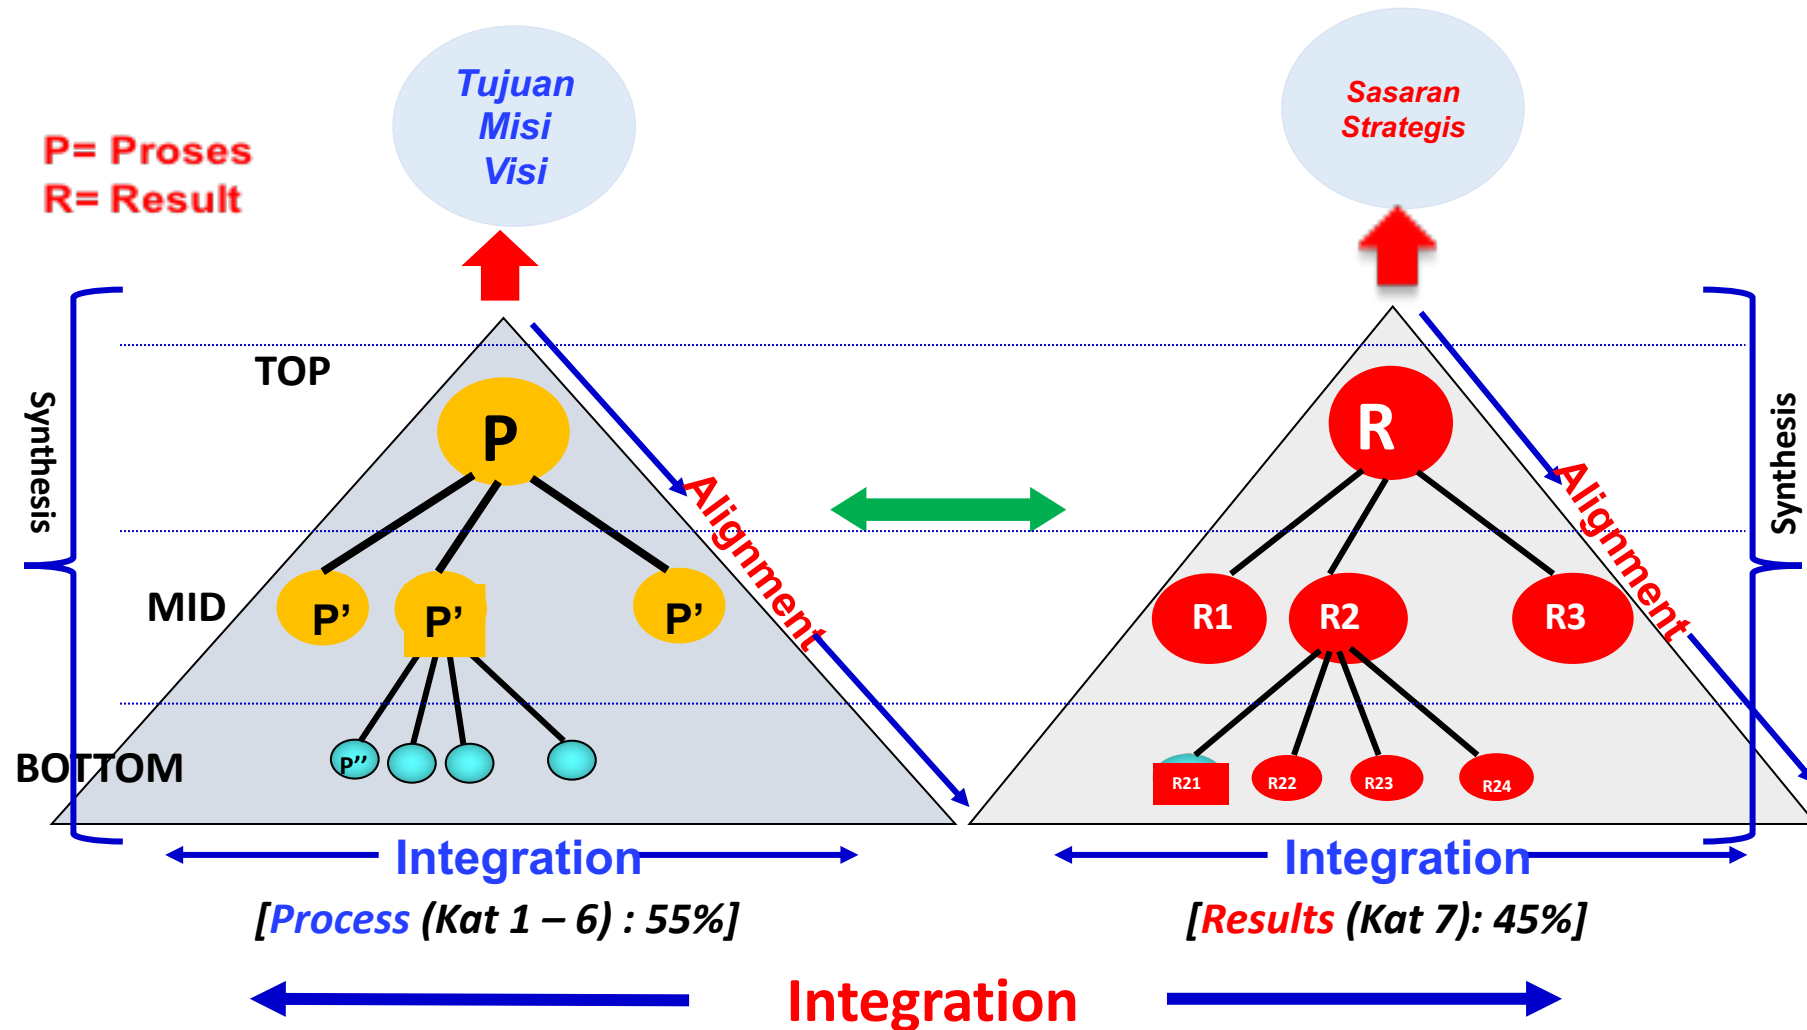 Tujuan
Misi
Visi
Sasaran
Strategis
P= Proses
R= Result
TOP
MID
BOTTOM
Synthesis
P
P’
P’
P’
P’’
Alignment
R
R1
R2
R3
R21
R22
R23
R24
Alignment
Synthesis
Integration
Integration
[Process (Kat 1 – 6) : 55%]
[Results (Kat 7): 45%]
Integration